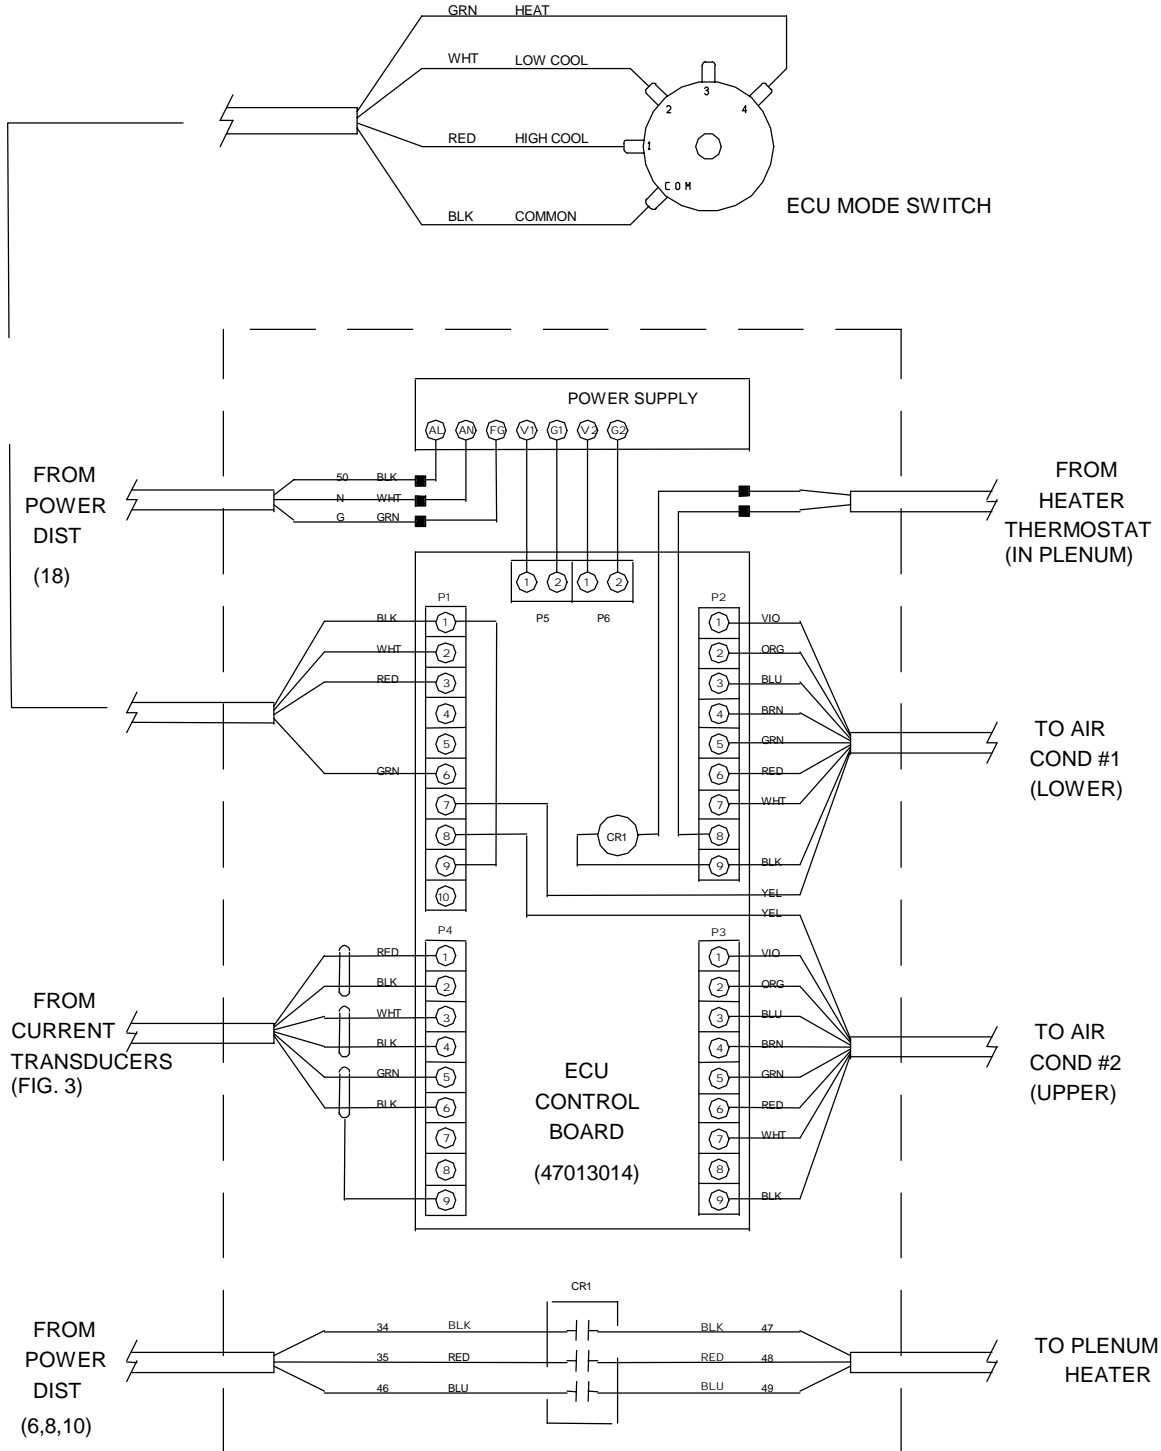 GRN HEAT
WHT LOW COOL
RED HIGH COOL
BLK COMMON
1
2
3
4
COM
ECU MODE SWITCH
POWER SUPPLY
AL AN FG V1 G1 V2 G2
FROM
POWER
DIST
(18)
50 BLK
N WHT
G GRN
FROM
HEATER
THERMOSTAT
(IN PLENUM)
1 2 1 2
P5 P6
P1
BLK 1
WHT 2
RED 3
4
5
GRN 6
7
8
9
10
P2
1 VIO
2 ORG
3 BLU
4 BRN
5 GRN
6 RED
7 WHT
8
9 BLK
CR1
YEL
YEL
TO AIR
COND #1
(LOWER)
P4
RED 1
BLK 2
WHT 3
BLK 4
GRN 5
BLK 6
7
8
9
FROM
CURRENT
TRANSDUCERS
(FIG. 3)
ECU
CONTROL
BOARD
(47013014)
P3
1 VIO
2 ORG
3 BLU
4 BRN
5 GRN
6 RED
7 WHT
8
9 BLK
TO AIR
COND #2
(UPPER)
FROM
POWER
DIST
(6,8,10)
CR1
34 BLK BLK 47
35 RED RED 48
46 BLU BLU 49
TO PLENUM
HEATER